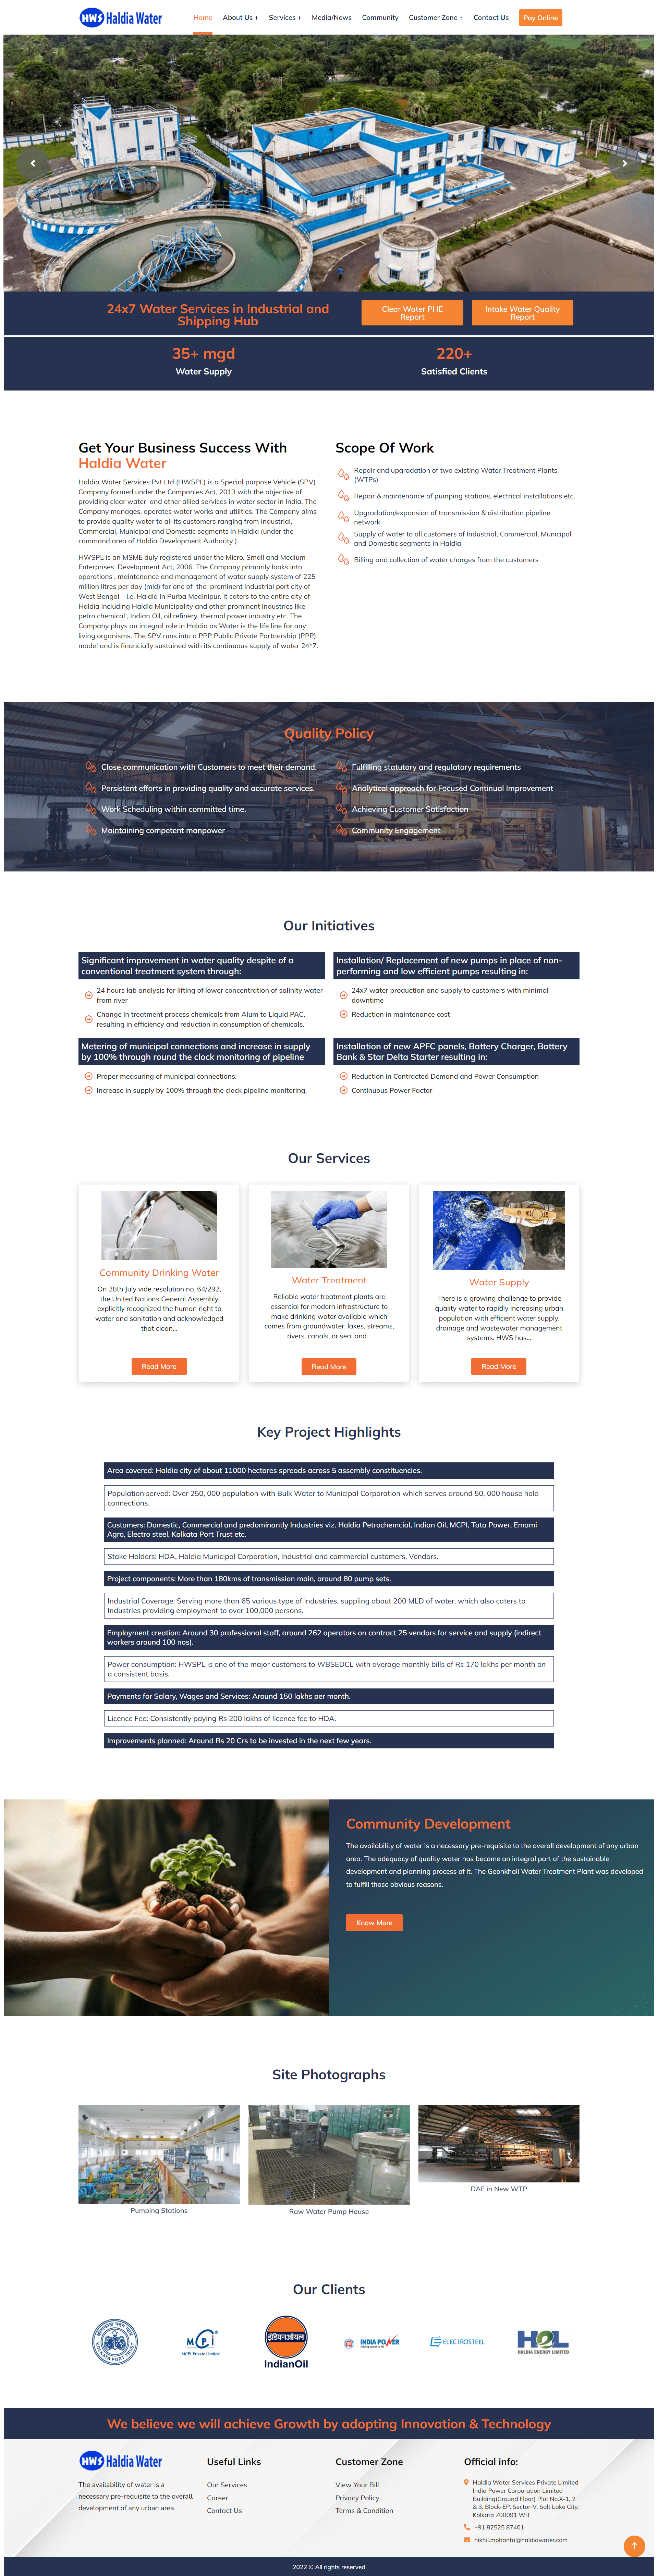 HWS Haldia Water
Home
About Us +
Services +
Media/News
Community
Customer Zone +
Contact Us
Pay Online
24x7 Water Services in Industrial and
Shipping Hub
Clear Water PHE
Report
Intake Water Quality
Report
35+ mgd
Water Supply
220+
Satisfied Clients
Get Your Business Success With
Haldia Water
Haldia Water Services Pvt Ltd (HWSPL) is a Special purpose Vehicle (SPV)
Company formed under the Companies Act, 2013 with the objective of
providing clear water and other allied services in water sector in India. The
Company manages, operates water works and utilities. The Company aims
to provide quality water to all its customers ranging from Industrial,
Commercial, Municipal and Domestic segments in Haldia (under the
command area of Holdia Development Authority ).
HWSPL is an MSME duly registered under the Micro, Small and Medium
Enterprises Development Act, 2006. The Company primarily looks into
operations , maintenance and management of water supply system of 225
million litres per day (mld) for one of the prominent industrial port city of
West Bengal – i.e. Haldia in Purba Medinipur. It caters to the entire city of
Haldia including Haldia Municipality and other prominent industries like
petro chemical , Indian Oil, oil refinery, thermal power industry etc. The
Company plays an integral role in Haldia as Water is the life line for any
living organisms. The SPV runs into a PPP Public Private Partnership (PPP)
model and is financially sustained with its continuous supply of water 24*7.
Scope Of Work
Repair and upgradation of two existing Water Treatment Plants
(WTPs)
Repair & maintenance of pumping stations, electrical installations etc.
Upgradation/expansion of transmission & distribution pipeline
network
Supply of water to all customers of Industrial, Commercial, Municipal
and Domestic segments in Haldia
Billing and collection of water charges from the customers
Quality Policy
Close communication with Customers to meet their demand.
Persistent efforts in providing quality and accurate services.
Work Scheduling within committed time.
Maintaining competent manpower
Fulfilling statutory and regulatory requirements
Analytical approach for Focused Continual Improvement
Achieving Customer Satisfaction
Community Engagement
Our Initiatives
Significant improvement in water quality despite of a
conventional treatment system through:
24 hours lab analysis for lifting of lower concentration of salinity water
from river
Change in treatment process chemicals from Alum to Liquid PAC,
resulting in efficiency and reduction in consumption of chemicals.
Installation/ Replacement of new pumps in place of non-
performing and low efficient pumps resulting in:
24x7 water production and supply to customers with minimal
downtime
Reduction in maintenance cost
Metering of municipal connections and increase in supply
by 100% through round the clock monitoring of pipeline
Proper measuring of municipal connections.
Increase in supply by 100% through the clock pipeline monitoring.
Installation of new APFC panels, Battery Charger, Battery
Bank & Star Delta Starter resulting in:
Reduction in Contracted Demand and Power Consumption
Continuous Power Factor
Our Services
Community Drinking Water
On 28th July vide resolution no. 64/292,
the United Nations General Assembly
explicitly recognized the human right to
water and sanitation and acknowledged
that clean...
Read More
Water Treatment
Reliable water treatment plants are
essential for modern infrastructure to
make drinking water available which
comes from groundwater, lakes, streams,
rivers, canals, or sea, and...
Read More
Water Supply
There is a growing challenge to provide
quality water to rapidly increasing urban
population with efficient water supply,
drainage and wastewater management
systems. HWS has...
Read More
Key Project Highlights
Area covered: Haldia city of about 11000 hectares spreads across 5 assembly constituencies.
Population served: Over 250, 000 population with Bulk Water to Municipal Corporation which serves around 50, 000 house hold
connections.
Customers: Domestic, Commercial and predominantly Industries viz. Haldia Petrochemcial, Indian Oil, MCPI, Tata Power, Emami
Agro, Electro steel, Kolkata Port Trust etc.
Stake Holders: HDA, Haldia Municipal Corporation, Industrial and commercial customers, Vendors.
Project components: More than 180kms of transmission main, around 80 pump sets.
Industrial Coverage: Serving more than 65 various type of industries, suppling about 200 MLD of water, which also caters to
Industries providing employment to over 100,000 persons.
Employment creation: Around 30 professional staff, around 262 operators on contract 25 vendors for service and supply (indirect
workers around 100 nos).
Power consumption: HWSPL is one of the major customers to WBSEDCL with average monthly bills of Rs 170 lakhs per month on
a consistent basis.
Payments for Salary, Wages and Services: Around 150 lakhs per month.
Licence Fee: Consistently paying Rs 200 lakhs of licence fee to HDA.
Improvements planned: Around Rs 20 Crs to be invested in the next few years.
Community Development
The availability of water is a necessary pre-requisite to the overall development of any urban
area. The adequacy of quality water has become an integral part of the sustainable
development and planning process of it. The Geonkhali Water Treatment Plant was developed
to fulfill those obvious reasons.
Know More
Site Photographs
Pumping Stations
Raw Water Pump House
DAF in New WTP
Our Clients
MCPI
MCPI Private Limited
इंडियनऑयल
IndianOil
INDIA POWER
ELECTROSTEEL
HEL
HALDIA ENERGY LIMITED
We believe we will achieve Growth by adopting Innovation & Technology
HWS Haldia Water
The availability of water is a
necessary pre-requisite to the overall
development of any urban area.
Useful Links
Our Services
Career
Contact Us
Customer Zone
View Your Bill
Privacy Policy
Terms & Condition
Official info:
Haldia Water Services Private Limited
India Power Corporation Limited
Building(Ground Floor) Plot No.X-1, 2
& 3, Block-EP, Sector-V, Salt Lake City,
Kolkata 700091 WB
+91 82525 87401
nikhil.mohanta@haldiawater.com
2022 © All rights reserved